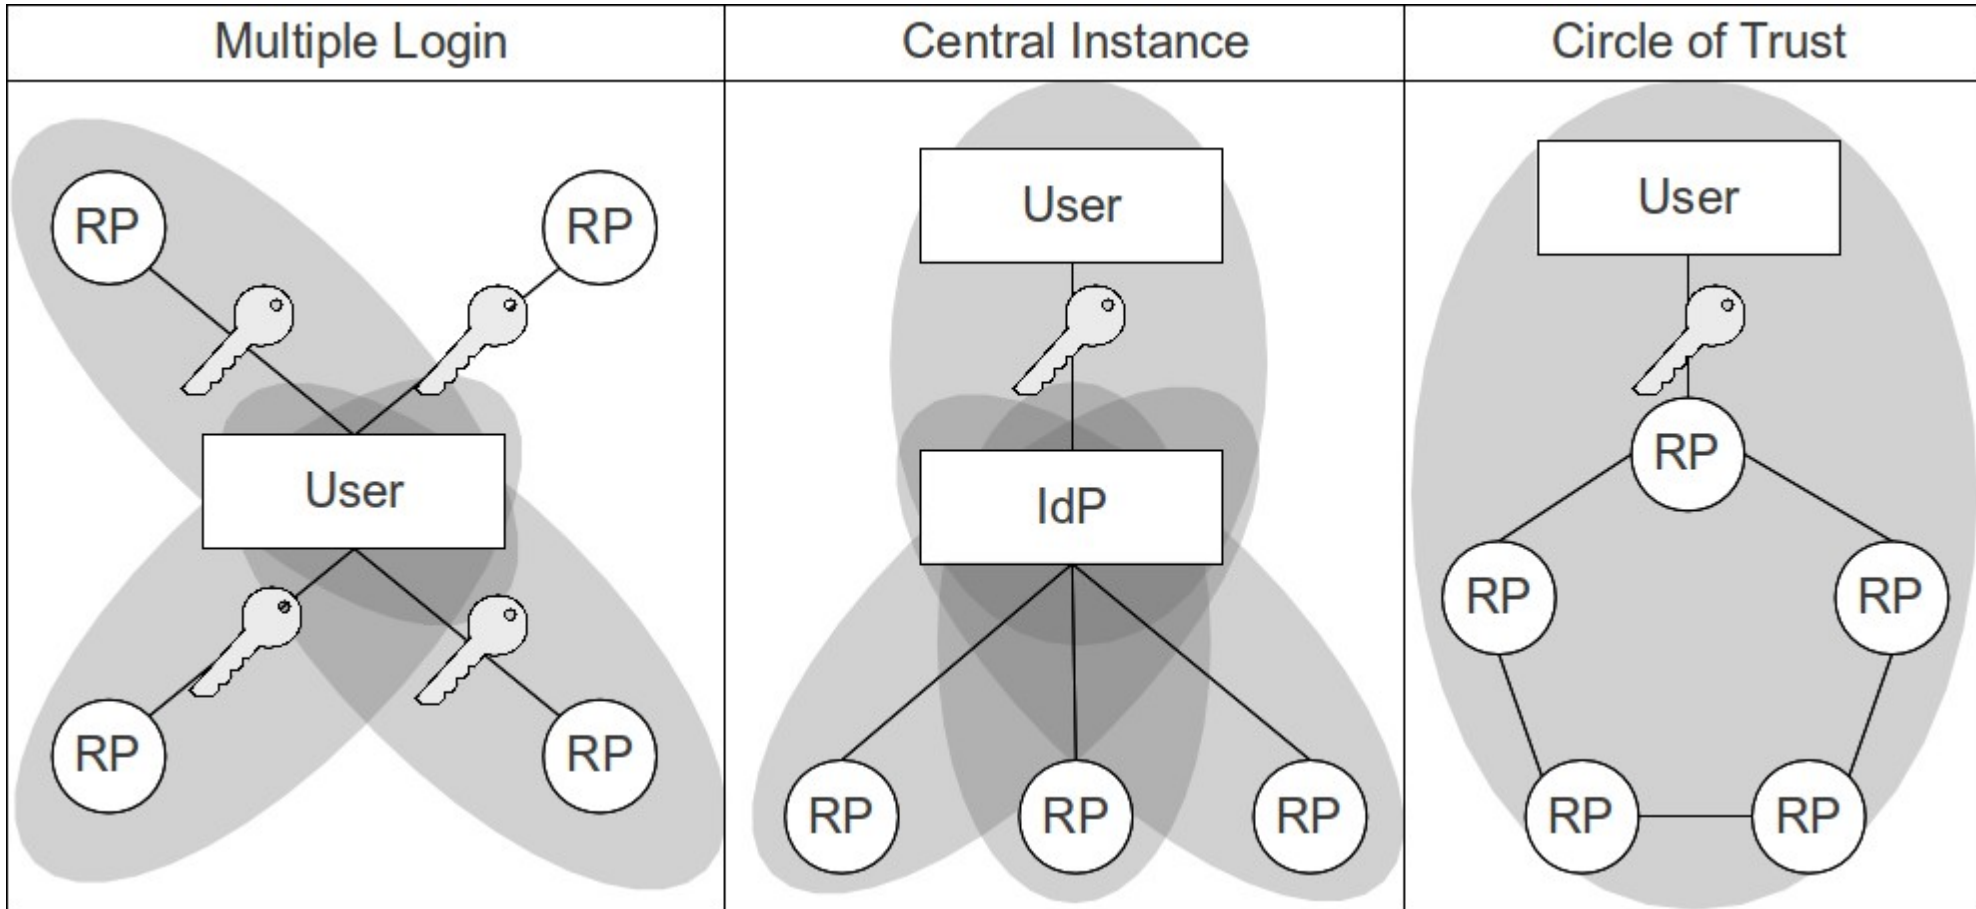 Multiple Login
Central Instance
Circle of Trust
RP
RP
User
RP
RP
User
IdP
RP
RP
RP
User
RP
RP
RP
RP
RP